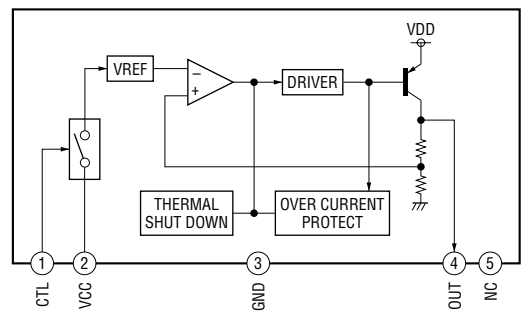 VDD
VREF
−
+
DRIVER
THERMAL
SHUT DOWN
OVER CURRENT
PROTECT
1
2
3
4
5
CTL
VCC
GND
OUT
NC